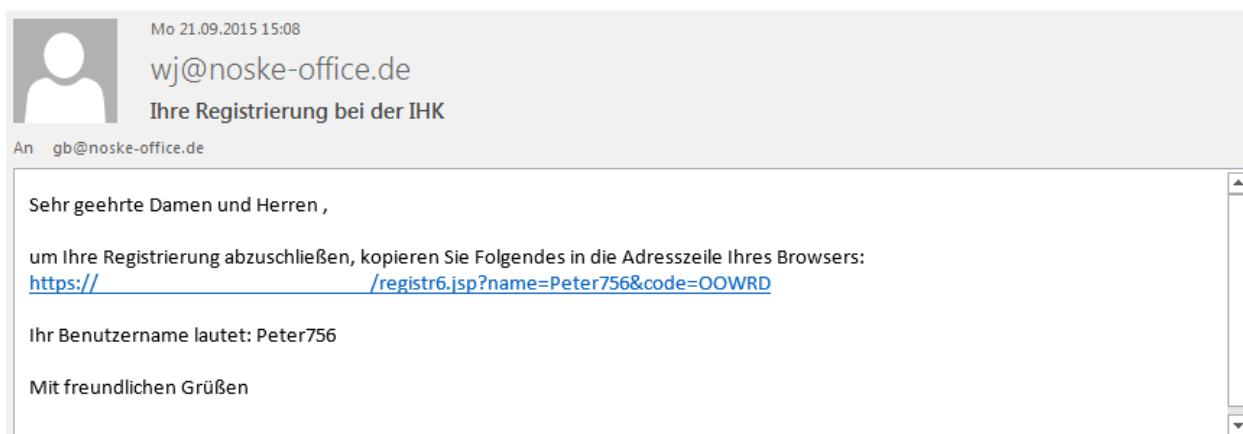 Mo 21.09.2015 15:08
wj@noske-office.de
Ihre Registrierung bei der IHK
An gb@noske-office.de
Sehr geehrte Damen und Herren ,
um Ihre Registrierung abzuschließen, kopieren Sie Folgendes in die Adresszeile Ihres Browsers:
https:// /registr6.jsp?name=Peter756&code=OOWRD
Ihr Benutzername lautet: Peter756
Mit freundlichen Grüßen